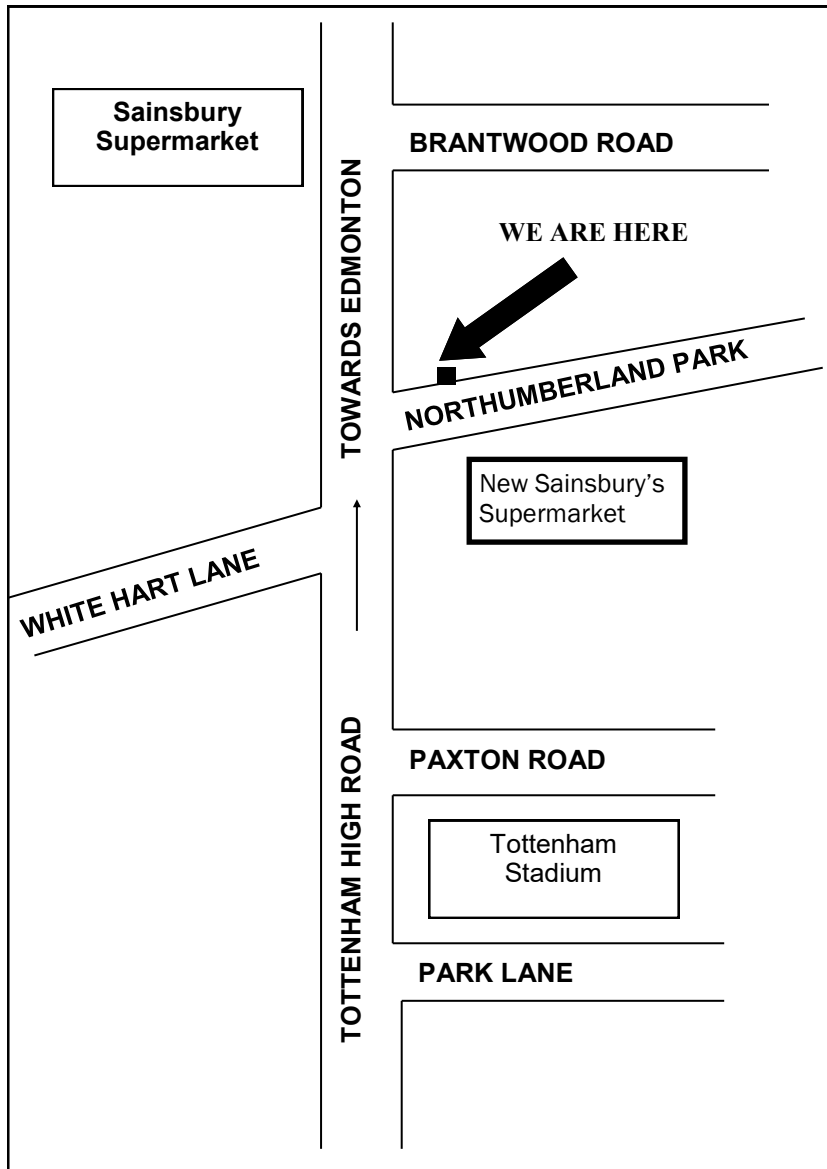 Sainsbury
Supermarket
BRANTWOOD ROAD
TOWARDS EDMONTON
WE ARE HERE
NORTHUMBERLAND PARK
New Sainsbury's
Supermarket
WHITE HART LANE
TOTTENHAM HIGH ROAD
PAXTON ROAD
Tottenham
Stadium
PARK LANE